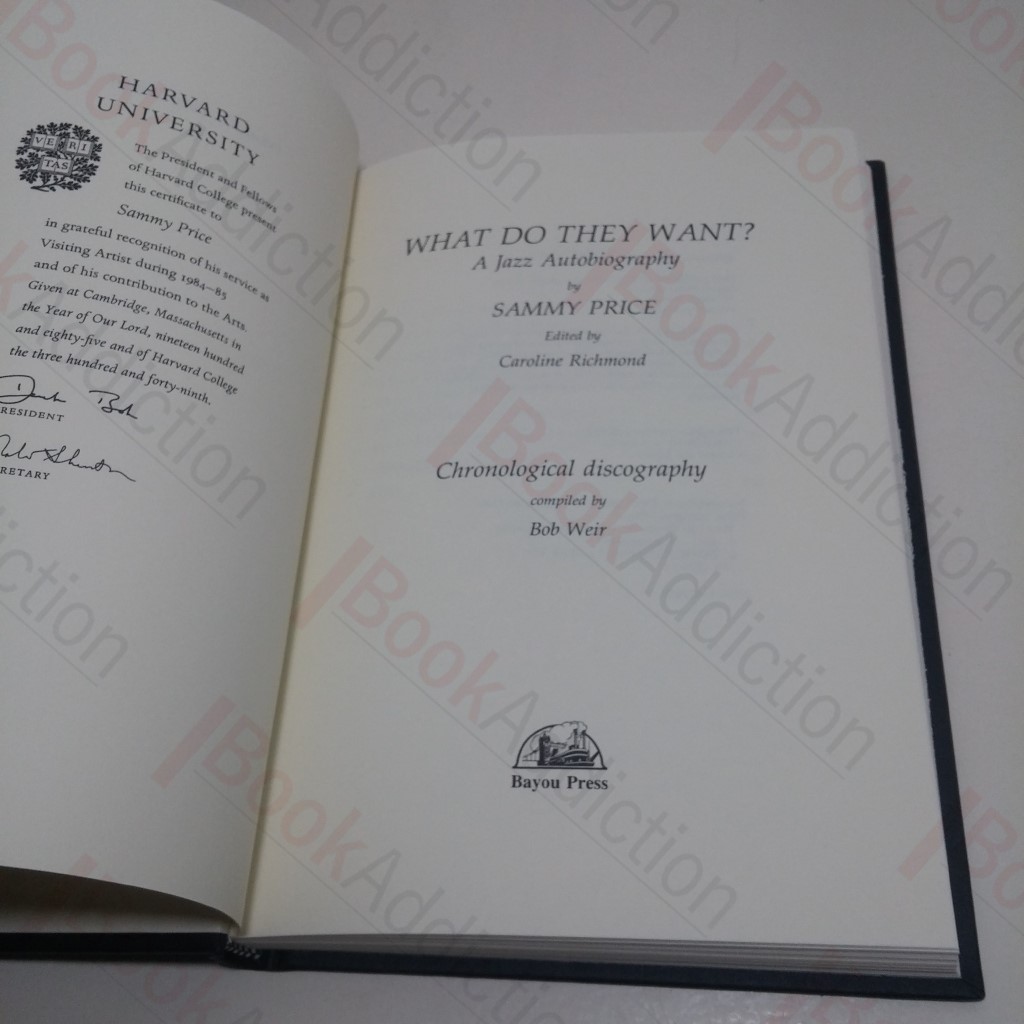 HARVARD
UNIVERSITY
VE RI
TAS
The President and Fellows
of Harvard College present
this certificate to
Sammy Price
in grateful recognition of his service as
Visiting Artist during 1984–85
and of his contribution to the Arts.
Given at Cambridge, Massachusetts in
the Year of Our Lord, nineteen hundred
and eighty-five and of Harvard College
the three hundred and forty-ninth.
Derek Bok
RESIDENT
RETARY
WHAT DO THEY WANT?
A Jazz Autobiography
by
SAMMY PRICE
Edited by
Caroline Richmond
Chronological discography
compiled by
Bob Weir
Bayou Press
BookAddiction